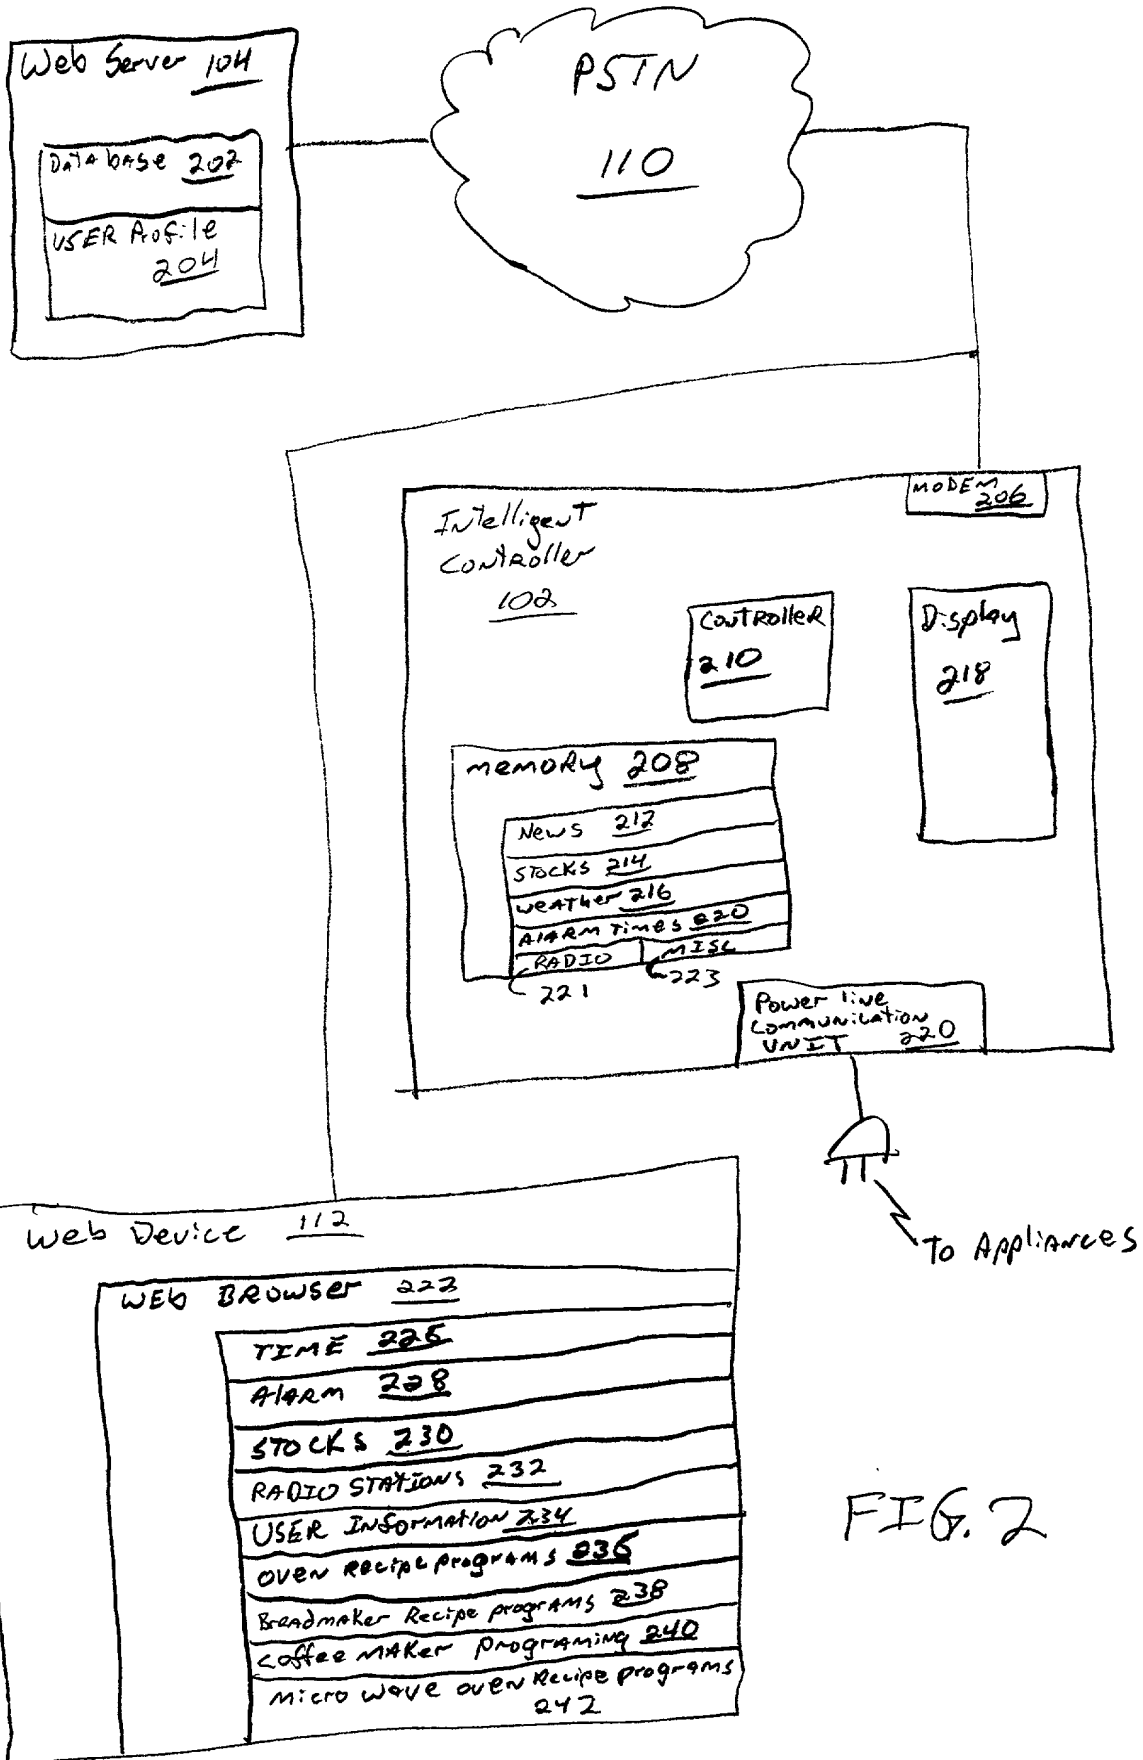 Web Server 104
DATAbASe 202
USER Profile
204
PSTN
110
MODEM
206
Intelligent
Controller
102
Controller
210
Display
218
memory 208
News 212
STOCKS 214
weather 216
AlARM Times 220
RADIO
MISC
221
223
Power line
Communication
UNIT 220
To Appliances
Web Device 112
WEb BROWSer 222
TIME 226
AlARM 228
STOCKS 230
RADIO STATIONS 232
USER Information 234
oven Recipe programs 236
Breadmaker Recipe programs 238
coffee maker programing 240
micro wave oven Recipe programs
242
FIG. 2